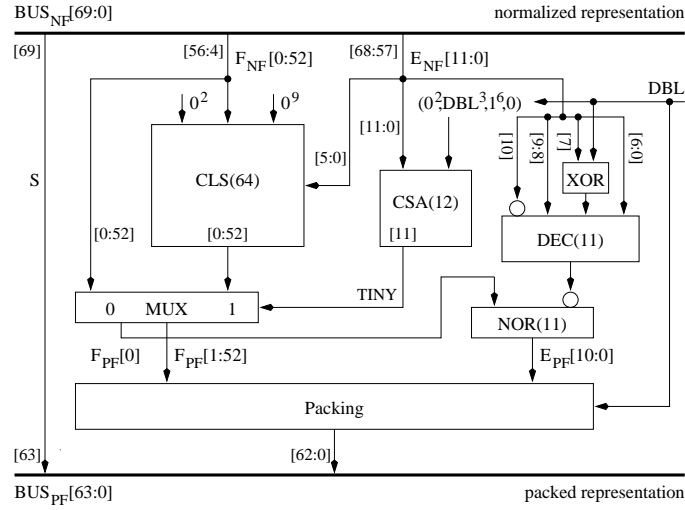 BUS_NF[69:0] normalized representation
[69] [56:4] F_NF[0:52] [68:57] E_NF[11:0]
DBL
0^2 0^9 (0^2,DBL^3,1^6,0)
[11:0]
[10] [9:8] [7] [6:0]
[5:0]
S CLS(64) CSA(12) XOR
[0:52] [0:52] [11] DEC(11)
TINY
0 MUX 1 NOR(11)
F_PF[0] F_PF[1:52] E_PF[10:0]
Packing
[63] [62:0]
BUS_PF[63:0] packed representation